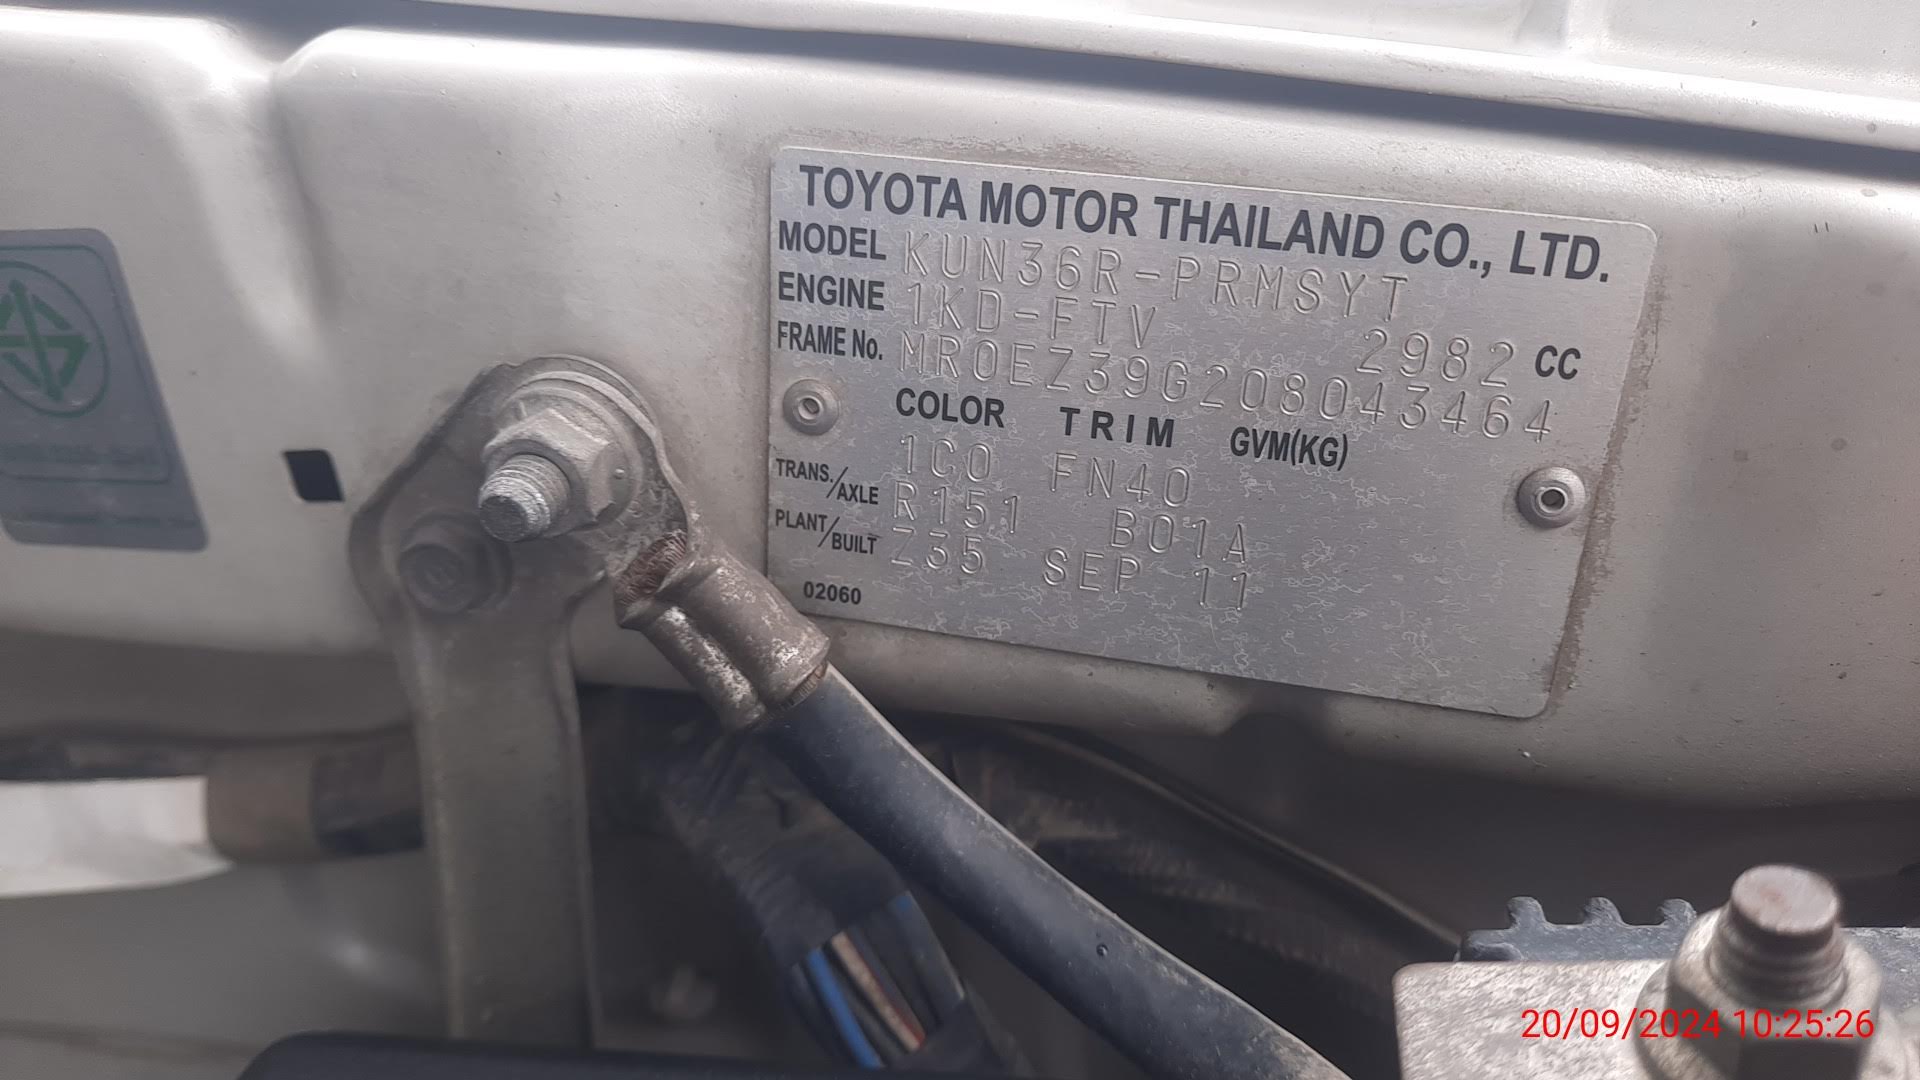 TOYOTA MOTOR THAILAND CO., LTD.
MODEL KUN36R-PRMSYT
ENGINE 1KD-FTV 2982 CC
FRAME No. MR0EZ39G208043464
COLOR TRIM GVM(KG)
1C0 FN40
TRANS./AXLE R151 B01A
PLANT/BUILT Z35 SEP 11
02060
20/09/2024 10:25:26